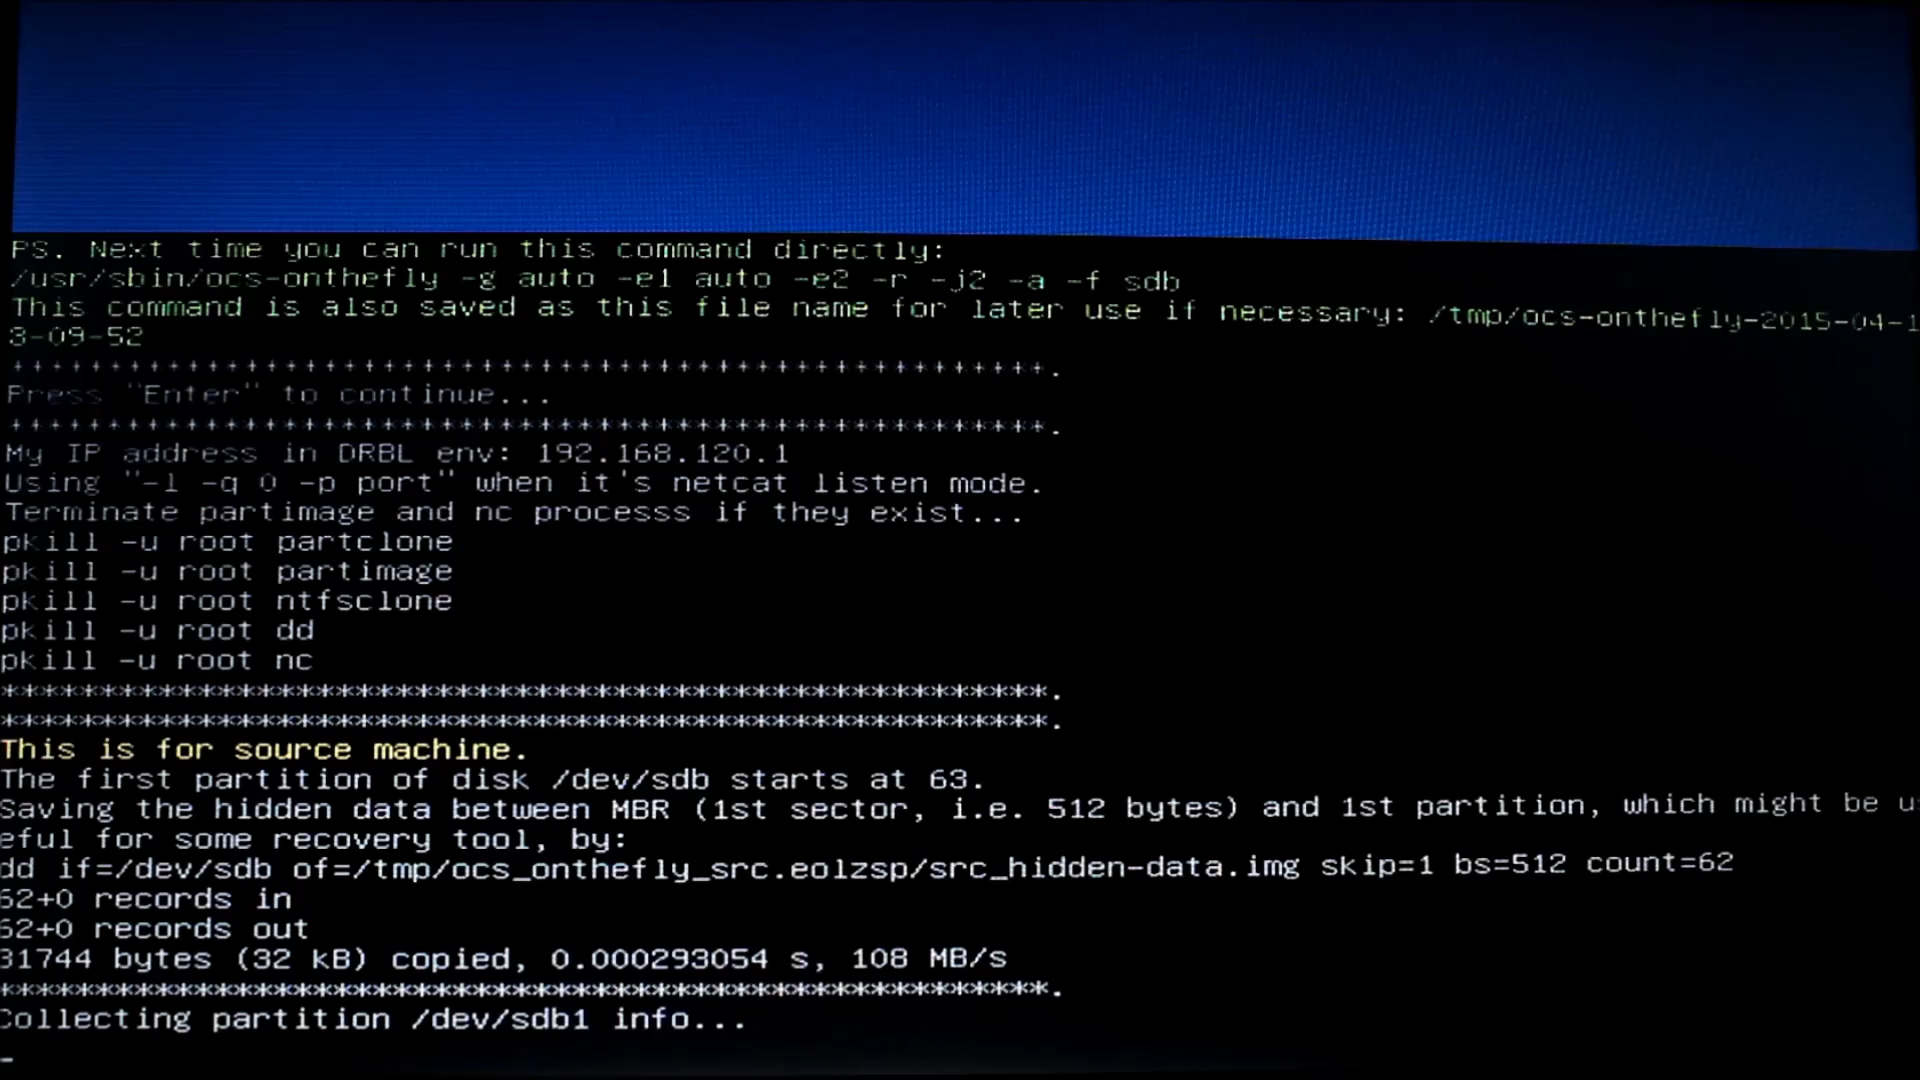 PS. Next time you can run this command directly:
/usr/sbin/ocs-onthefly -g auto -e1 auto -e2 -r -j2 -a -f sdb
This command is also saved as this file name for later use if necessary: /tmp/ocs-onthefly-2015-04-1
3-09-52
+++++++++++++++++++++++++++++++++++++++++++++++++++++.
Press "Enter" to continue...
+++++++++++++++++++++++++++++++++++++++++++++++++++++.
My IP address in DRBL env: 192.168.120.1
Using "-l -q 0 -p port" when it's netcat listen mode.
Terminate partimage and nc processs if they exist...
pkill -u root partclone
pkill -u root partimage
pkill -u root ntfsclone
pkill -u root dd
pkill -u root nc
*****************************************************.
*****************************************************.
This is for source machine.
The first partition of disk /dev/sdb starts at 63.
Saving the hidden data between MBR (1st sector, i.e. 512 bytes) and 1st partition, which might be us
eful for some recovery tool, by:
dd if=/dev/sdb of=/tmp/ocs_onthefly_src.eolzsp/src_hidden-data.img skip=1 bs=512 count=62
62+0 records in
62+0 records out
31744 bytes (32 kB) copied, 0.000293054 s, 108 MB/s
*****************************************************.
Collecting partition /dev/sdb1 info...